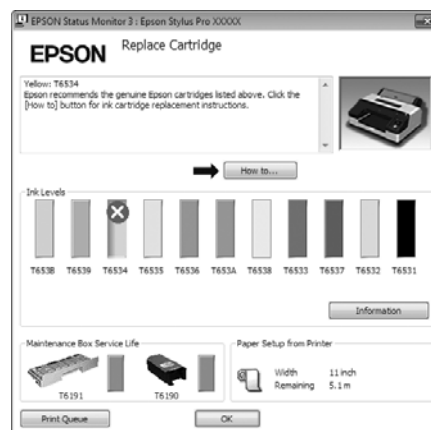 EPSON Status Monitor 3 : Epson Stylus Pro XXXXX
EPSON
Replace Cartridge
Yellow: T6534
Epson recommends the genuine Epson cartridges listed above. Click the
[How to] button for ink cartridge replacement instructions.
How to...
Ink Levels
T653B T6539 T6534 T6535 T6536 T653A T6538 T6533 T6537 T6532 T6531
Information
Maintenance Box Service Life
T6191 T6190
Paper Setup from Printer
Width 11 inch
Remaining 5.1 m
Print Queue
OK